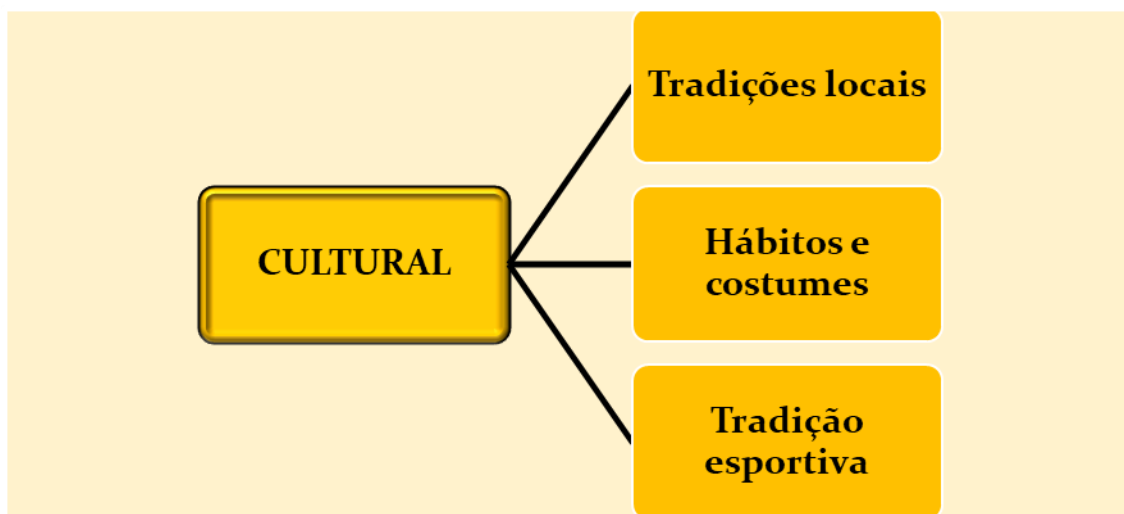 CULTURAL
Tradições locais
Hábitos e
costumes
Tradição
esportiva